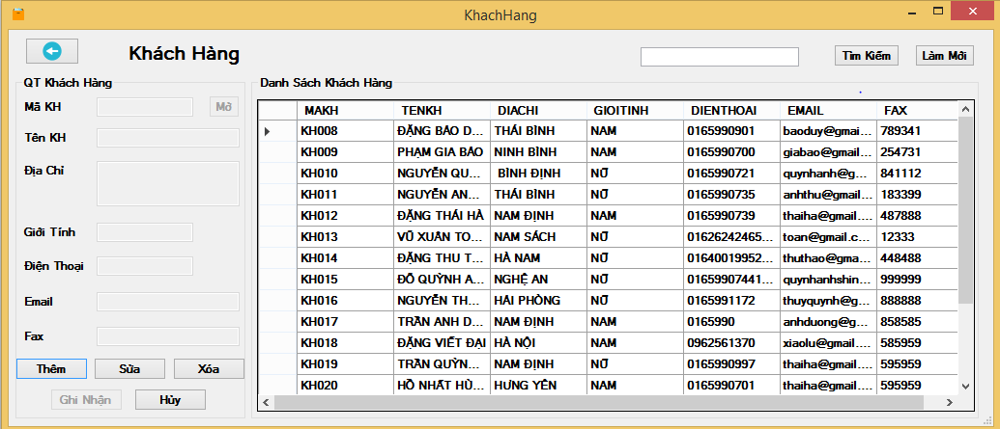 KhachHang
Khách Hàng
Tìm Kiếm
Làm Mới
QT Khách Hàng
Mã KH
Mở
Tên KH
Địa Chỉ
Giới Tính
Điện Thoại
Email
Fax
Thêm Sửa Xóa
Ghi Nhận Hủy
Danh Sách Khách Hàng
MAKH TENKH DIACHI GIOITINH DIENTHOAI EMAIL FAX
KH008 ĐẶNG BẢO D... THÁI BÌNH NAM 0165990901 baoduy@gmai... 789341
KH009 PHẠM GIA BẢO NINH BÌNH NAM 0165990700 giabao@gmail... 254731
KH010 NGUYỄN QU... BÌNH ĐỊNH NỮ 0165990721 quynhanh@g... 841112
KH011 NGUYỄN AN... THÁI BÌNH NỮ 0165990735 anhthu@gmail... 183399
KH012 ĐẶNG THÁI HÀ NAM ĐỊNH NAM 0165990739 thaiha@gmail.... 487888
KH013 VŨ XUÂN TO... NAM SÁCH NỮ 01626242465... toan@gmail.c... 12333
KH014 ĐẶNG THU T... HÀ NAM NỮ 01640019952... thuthao@gma... 448488
KH015 ĐỖ QUỲNH A... NGHỆ AN NỮ 01659907441... quynhanhshin... 999999
KH016 NGUYỄN TH... HẢI PHÒNG NỮ 0165991172 thuyquynh@g... 888888
KH017 TRẦN ANH D... NAM ĐỊNH NAM 0165990 anhduong@g... 858585
KH018 ĐẶNG VIẾT ĐẠI HÀ NỘI NAM 0962561370 xiaolu@gmail.... 585959
KH019 TRẦN QUỲN... NAM ĐỊNH NỮ 0165990997 thaiha@gmail.... 595959
KH020 HỒ NHẤT HÙ... HƯNG YÊN NAM 0165990701 thaiha@gmail.... 595959